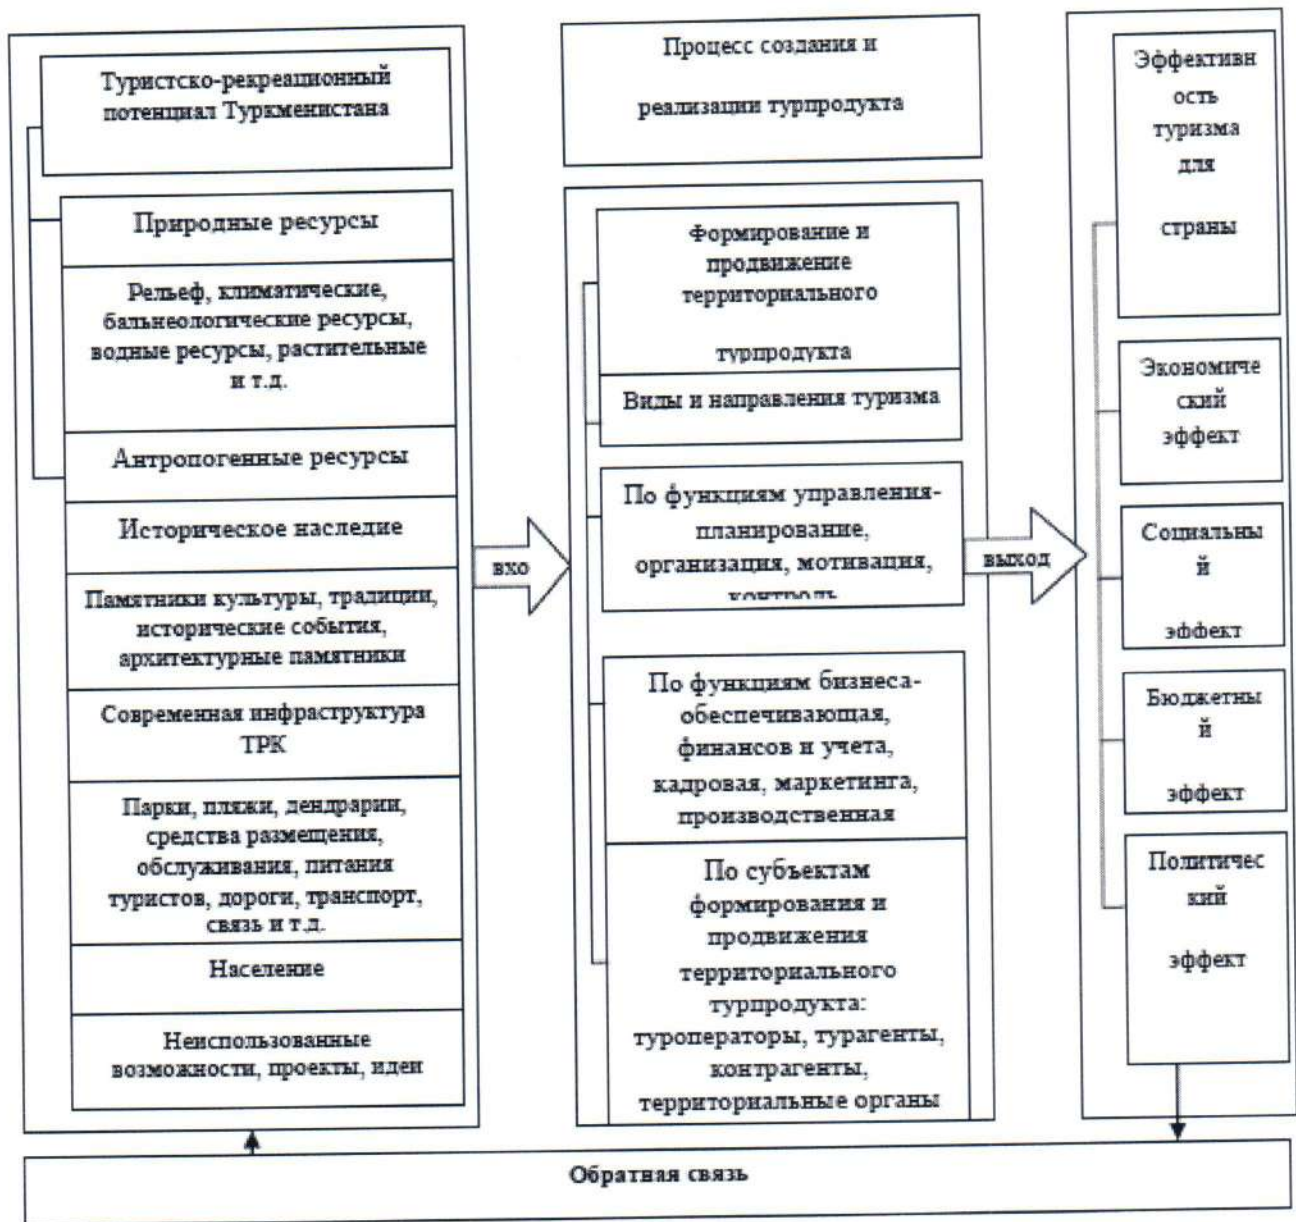 Туристско-рекреационный
потенциал Туркменистана
Природные ресурсы
Рельеф, климатические,
бальнеологические ресурсы,
водные ресурсы, растительные
и т.д.
Антропогенные ресурсы
Историческое наследие
Памятники культуры, традиции,
исторические события,
архитектурные памятники
Современная инфраструктура
ТРК
Парки, пляжи, дендрарии,
средства размещения,
обслуживания, питания
туристов, дороги, транспорт,
связь и т.д.
Население
Неиспользованные
возможности, проекты, идеи
вхо
Процесс создания и
реализации турпродукта
Формирование и
продвижение
территориального
турпродукта
Виды и направления туризма
По функциям управления-
планирование,
организация, мотивация,
контроль
По функциям бизнеса-
обеспечивающая,
финансов и учета,
кадровая, маркетинга,
производственная
По субъектам
формирования и
продвижения
территориального
турпродукта:
туроператоры, турагенты,
контрагенты,
территориальные органы
выход
Эффективн
ость
туризма
для
страны
Экономиче
ский
эффект
Социальны
й
эффект
Бюджетны
й
эффект
Политичес
кий
эффект
Обратная связь